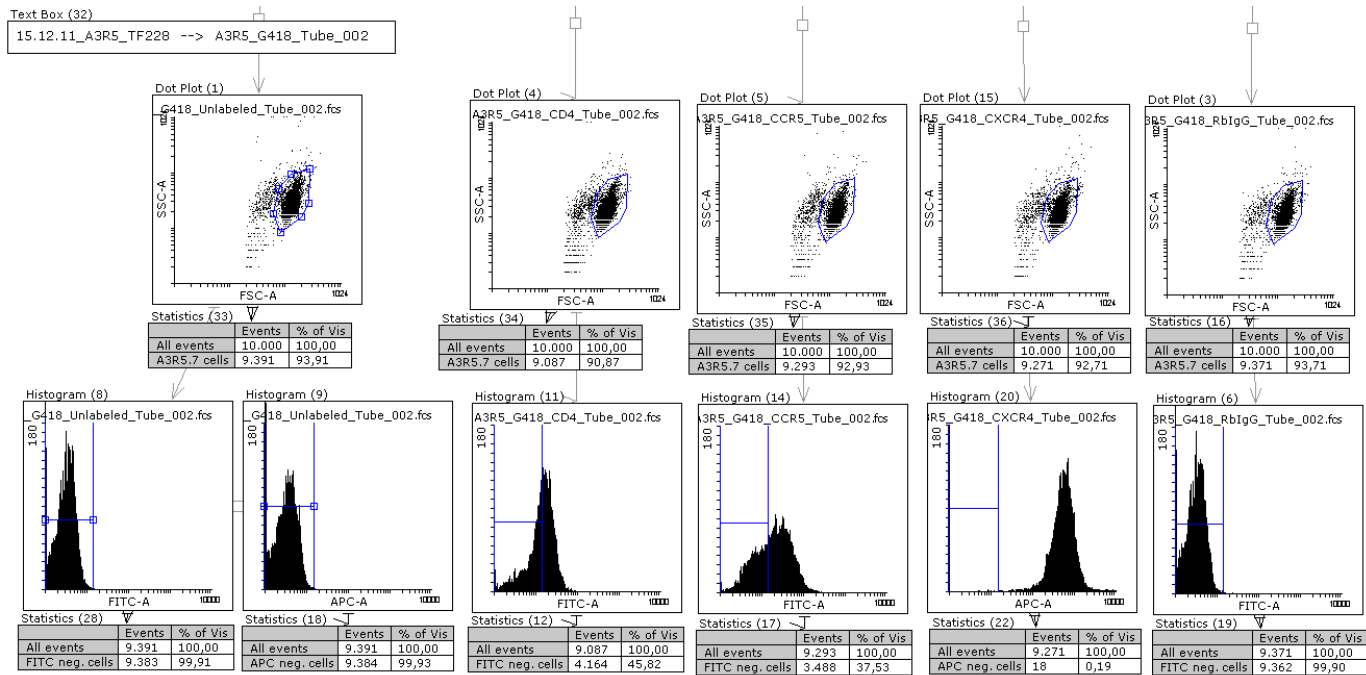 Text Box (32)
15.12.11_A3R5_TF228 --> A3R5_G418_Tube_002
Dot Plot (1)
_G418_Unlabeled_Tube_002.fcs
SSC-A
FSC-A
1024
Statistics (33)
Events % of Vis
All events 10.000 100,00
A3R5.7 cells 9.391 93,91
Dot Plot (4)
A3R5_G418_CD4_Tube_002.fcs
SSC-A
FSC-A
1024
Statistics (34)
Events % of Vis
All events 10.000 100,00
A3R5.7 cells 9.087 90,87
Dot Plot (5)
A3R5_G418_CCR5_Tube_002.fcs
SSC-A
FSC-A
1024
Statistics (35)
Events % of Vis
All events 10.000 100,00
A3R5.7 cells 9.293 92,93
Dot Plot (15)
3R5_G418_CXCR4_Tube_002.fcs
SSC-A
FSC-A
1024
Statistics (36)
Events % of Vis
All events 10.000 100,00
A3R5.7 cells 9.271 92,71
Dot Plot (3)
3R5_G418_RbIgG_Tube_002.fcs
SSC-A
FSC-A
1024
Statistics (16)
Events % of Vis
All events 10.000 100,00
A3R5.7 cells 9.371 93,71
Histogram (8)
_G418_Unlabeled_Tube_002.fcs
180
FITC-A
Statistics (28)
Events % of Vis
All events 9.391 100,00
FITC neg. cells 9.383 99,91
Histogram (9)
_G418_Unlabeled_Tube_002.fcs
180
APC-A
Statistics (18)
Events % of Vis
All events 9.391 100,00
APC neg. cells 9.384 99,93
Histogram (11)
A3R5_G418_CD4_Tube_002.fcs
180
FITC-A
Statistics (12)
Events % of Vis
All events 9.087 100,00
FITC neg. cells 4.164 45,82
Histogram (14)
A3R5_G418_CCR5_Tube_002.fcs
180
FITC-A
Statistics (17)
Events % of Vis
All events 9.293 100,00
FITC neg. cells 3.488 37,53
Histogram (20)
3R5_G418_CXCR4_Tube_002.fcs
180
APC-A
Statistics (22)
Events % of Vis
All events 9.271 100,00
APC neg. cells 18 0,19
Histogram (6)
3R5_G418_RbIgG_Tube_002.fcs
180
FITC-A
Statistics (19)
Events % of Vis
All events 9.371 100,00
FITC neg. cells 9.362 99,90